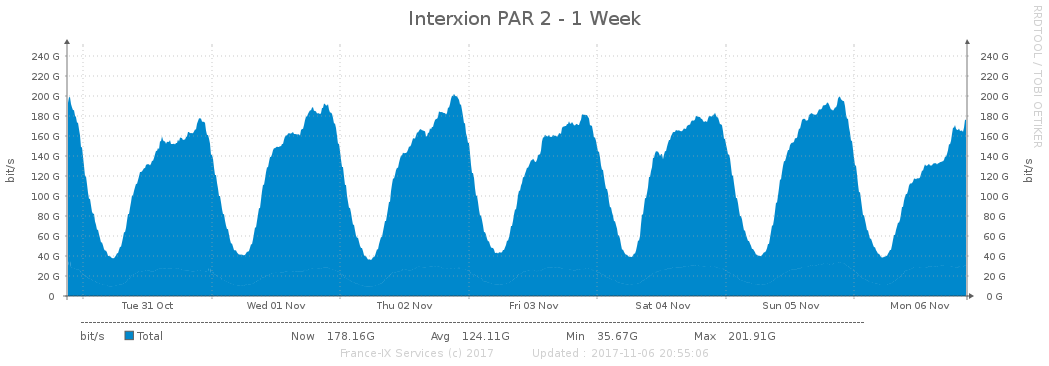 Interxion PAR 2 - 1 Week
RRDTOOL / TOBI OETIKER
240 G 240 G
220 G 220 G
200 G 200 G
180 G 180 G
160 G 160 G
140 G 140 G
120 G 120 G
100 G 100 G
80 G 80 G
60 G 60 G
40 G 40 G
20 G 20 G
0 0 G
bit/s
bit/s
Tue 31 Oct Wed 01 Nov Thu 02 Nov Fri 03 Nov Sat 04 Nov Sun 05 Nov Mon 06 Nov
bit/s Total Now 178.16G Avg 124.11G Min 35.67G Max 201.91G
France-IX Services (c) 2017 Updated : 2017-11-06 20:55:06